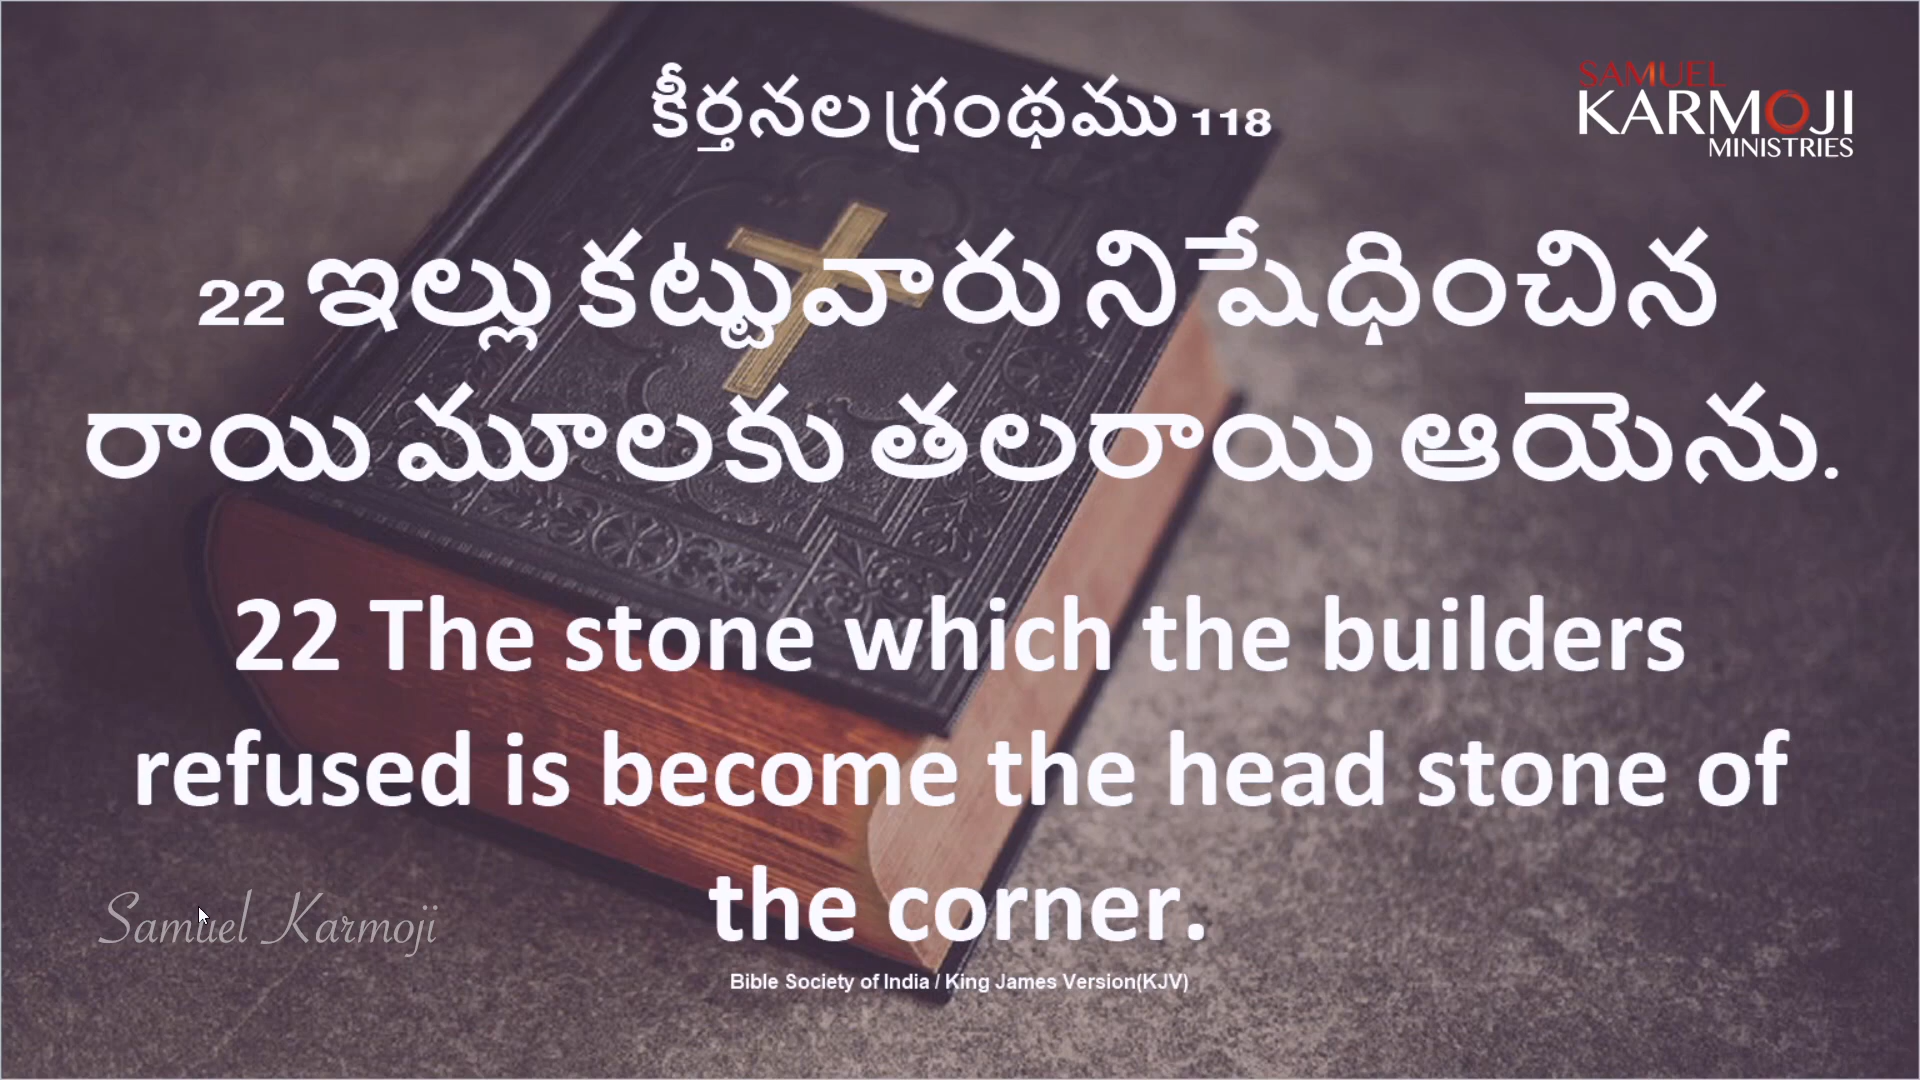 కీర్తనల గ్రంథము 118
SAMUEL
KARMOJI
MINISTRIES
22 ఇల్లు కట్టువారు నిషేధించిన
రాయి మూలకు తలరాయి ఆయెను.
22 The stone which the builders
refused is become the head stone of
the corner.
Samuel Karmoji
Bible Society of India / King James Version(KJV)